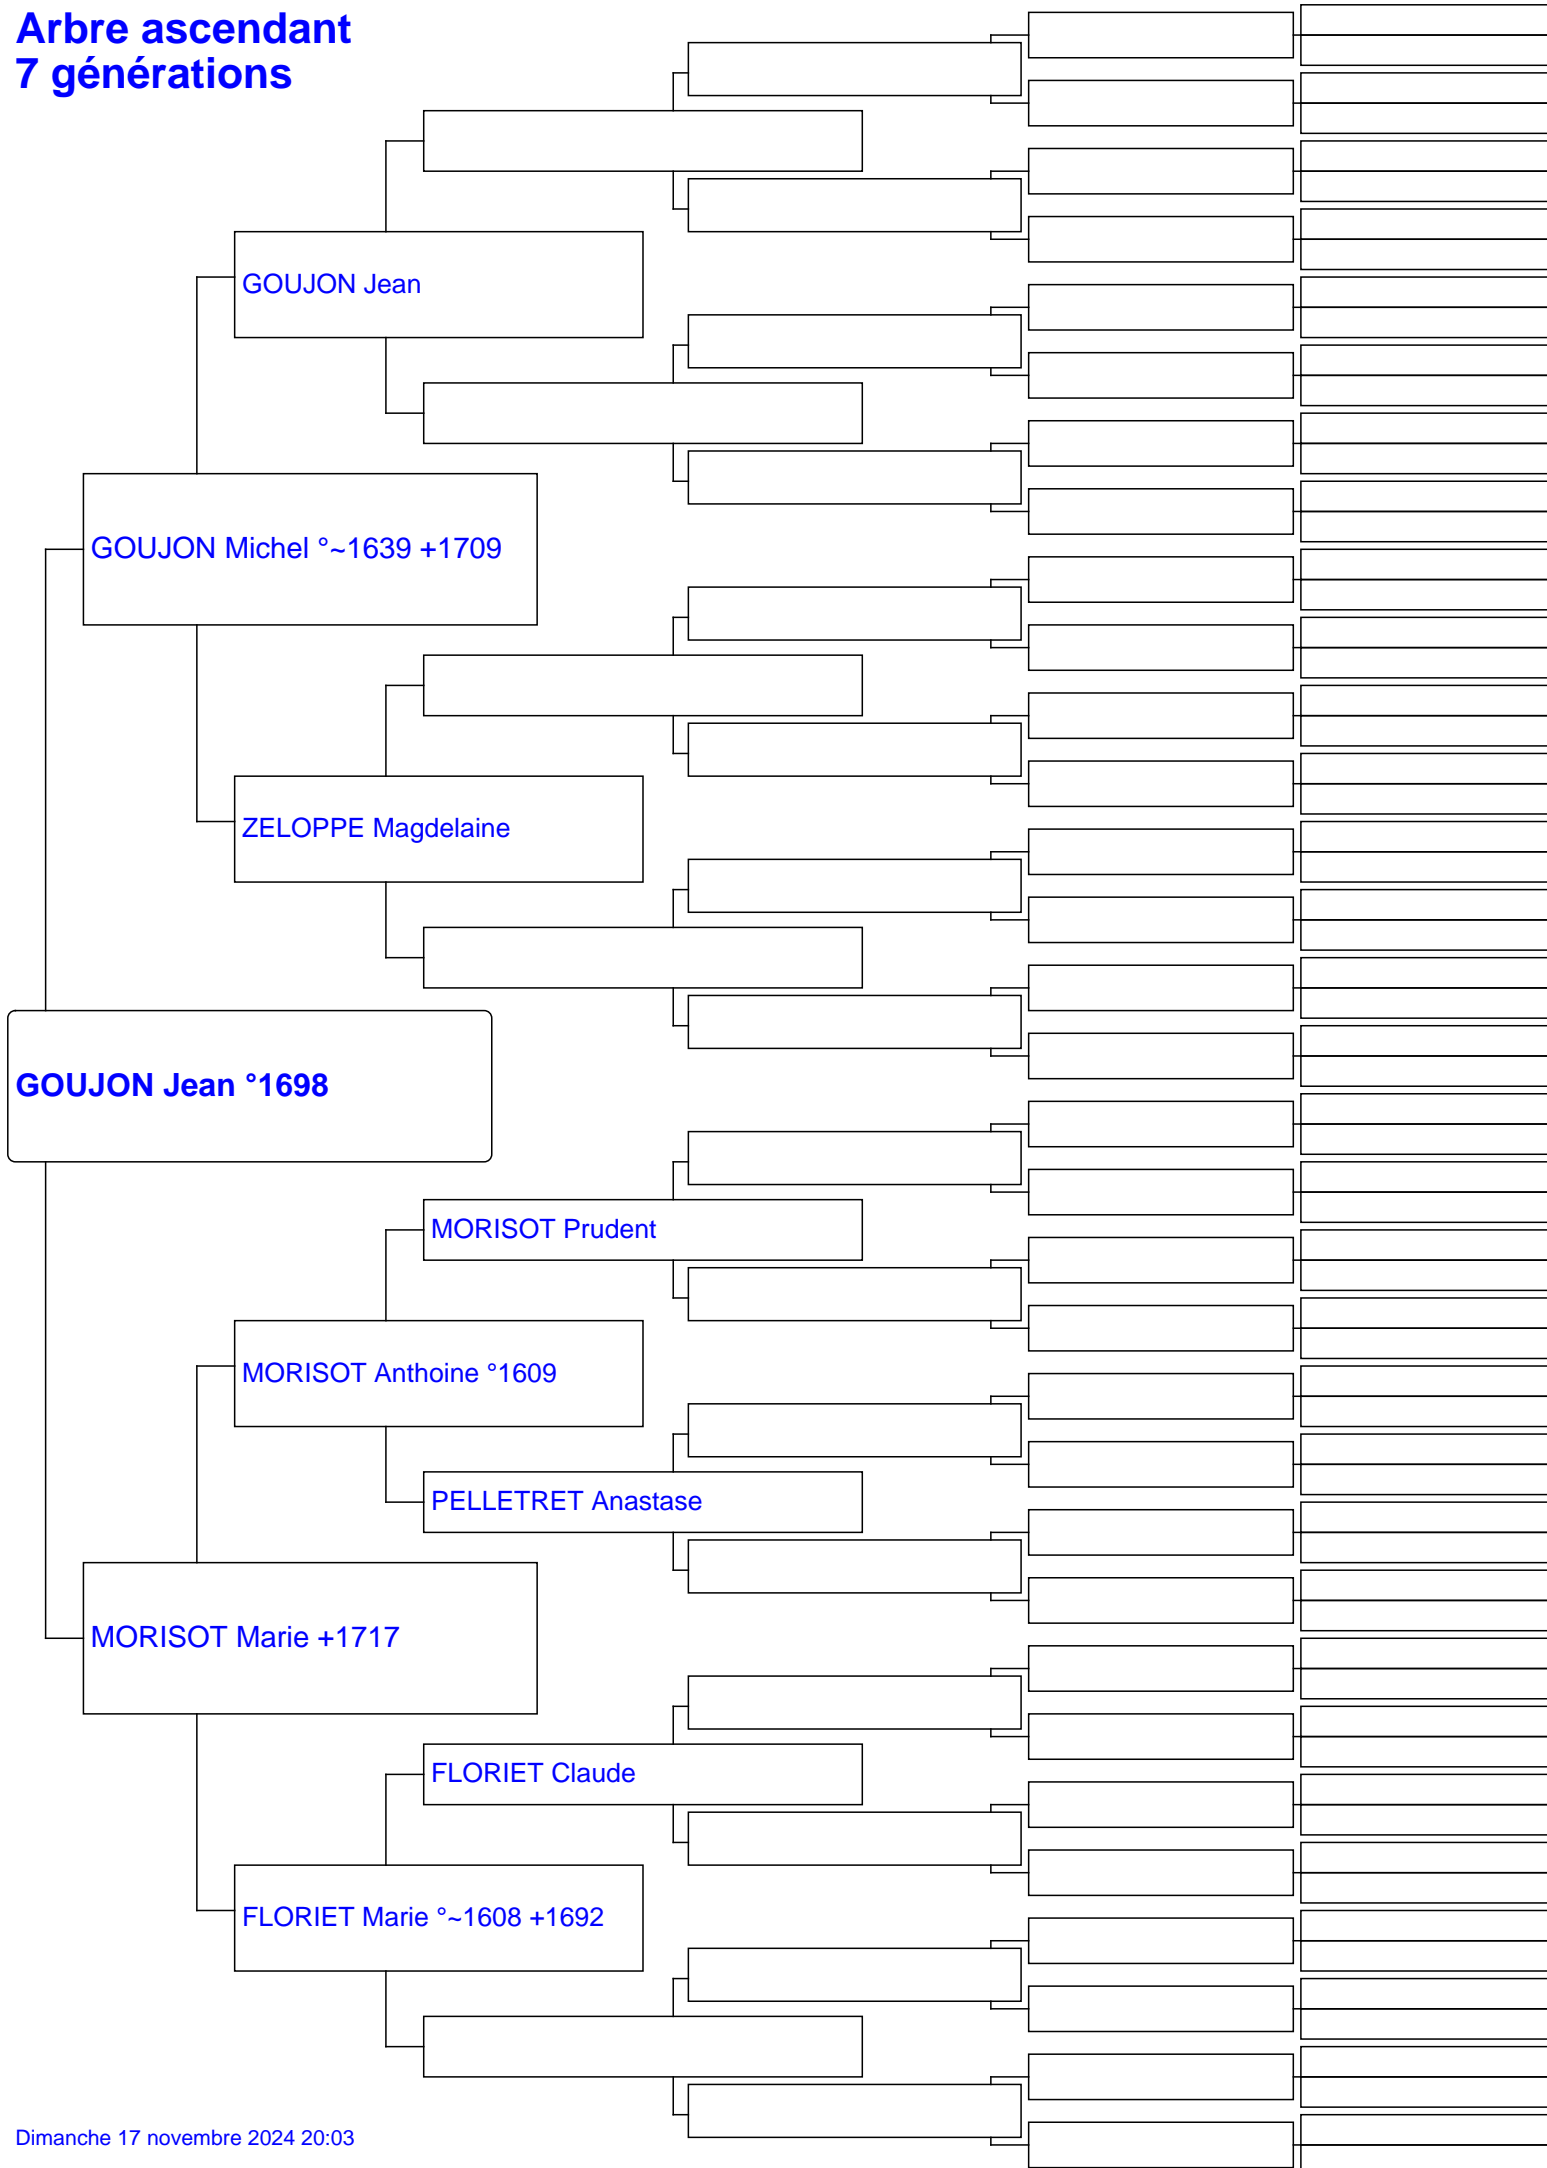 Arbre ascendant
7 générations
GOUJON Jean
GOUJON Michel °~1639 +1709
ZELOPPE Magdelaine
GOUJON Jean °1698
MORISOT Prudent
MORISOT Anthoine °1609
PELLETRET Anastase
MORISOT Marie +1717
FLORIET Claude
FLORIET Marie °~1608 +1692
Dimanche 17 novembre 2024 20:03